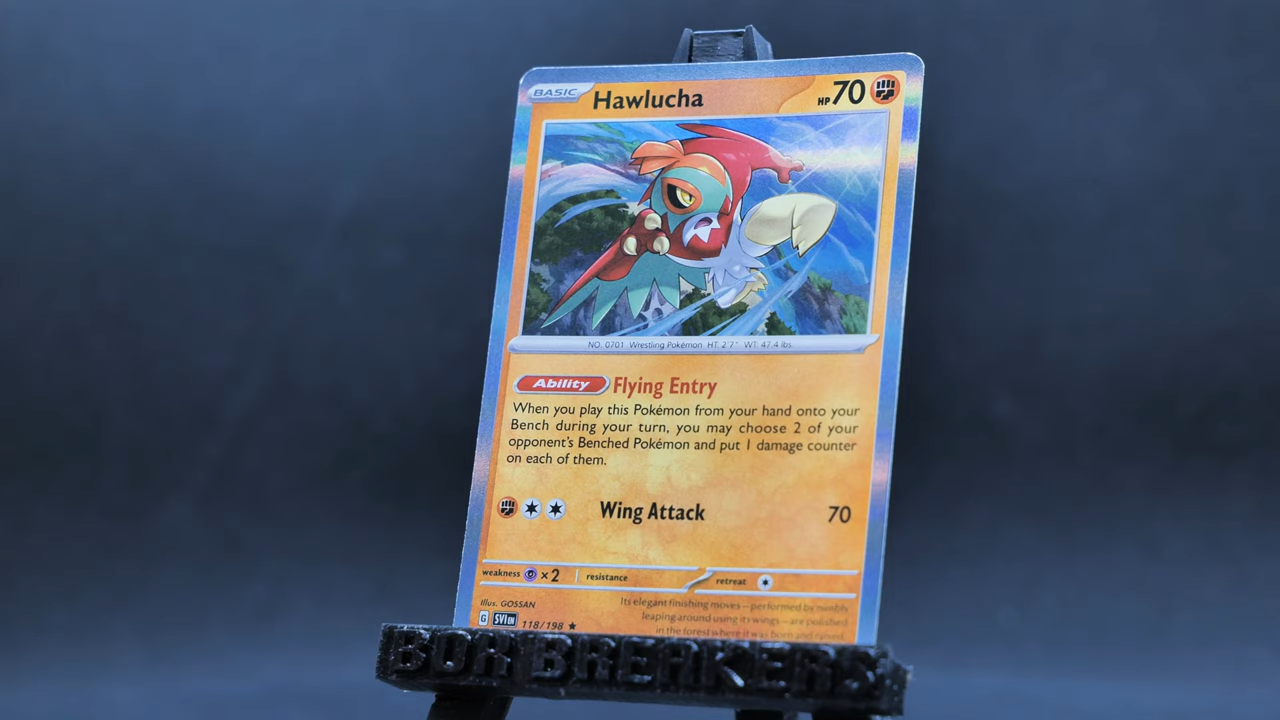 BASIC Hawlucha HP 70
NO. 0701 Wrestling Pokémon HT: 2'7" WT: 47.4 lbs.
Ability Flying Entry
When you play this Pokémon from your hand onto your
Bench during your turn, you may choose 2 of your
opponent's Benched Pokémon and put 1 damage counter
on each of them.
Wing Attack 70
weakness ×2 resistance retreat
Illus. GOSSAN
Its elegant finishing moves—performed by nimbly
leaping around using its wings—are polished
in the forest where it was born and raised.
G SVI EN 118/198 ★
BOX BREAKERS